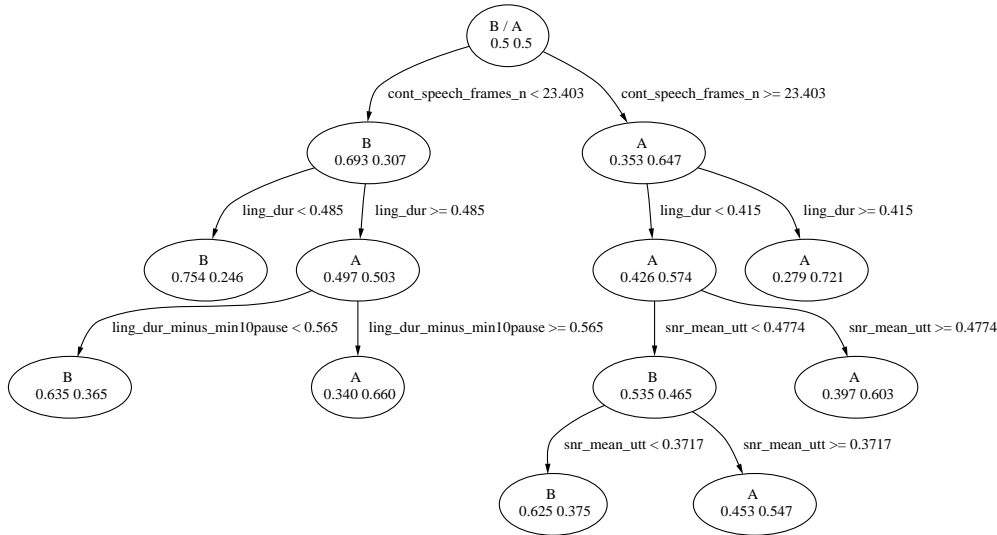 B / A
0.5 0.5
cont_speech_frames_n < 23.403
cont_speech_frames_n >= 23.403
B
0.693 0.307
A
0.353 0.647
ling_dur < 0.485
ling_dur >= 0.485
ling_dur < 0.415
ling_dur >= 0.415
B
0.754 0.246
A
0.497 0.503
A
0.426 0.574
A
0.279 0.721
ling_dur_minus_min10pause < 0.565
ling_dur_minus_min10pause >= 0.565
snr_mean_utt < 0.4774
snr_mean_utt >= 0.4774
B
0.635 0.365
A
0.340 0.660
B
0.535 0.465
A
0.397 0.603
snr_mean_utt < 0.3717
snr_mean_utt >= 0.3717
B
0.625 0.375
A
0.453 0.547